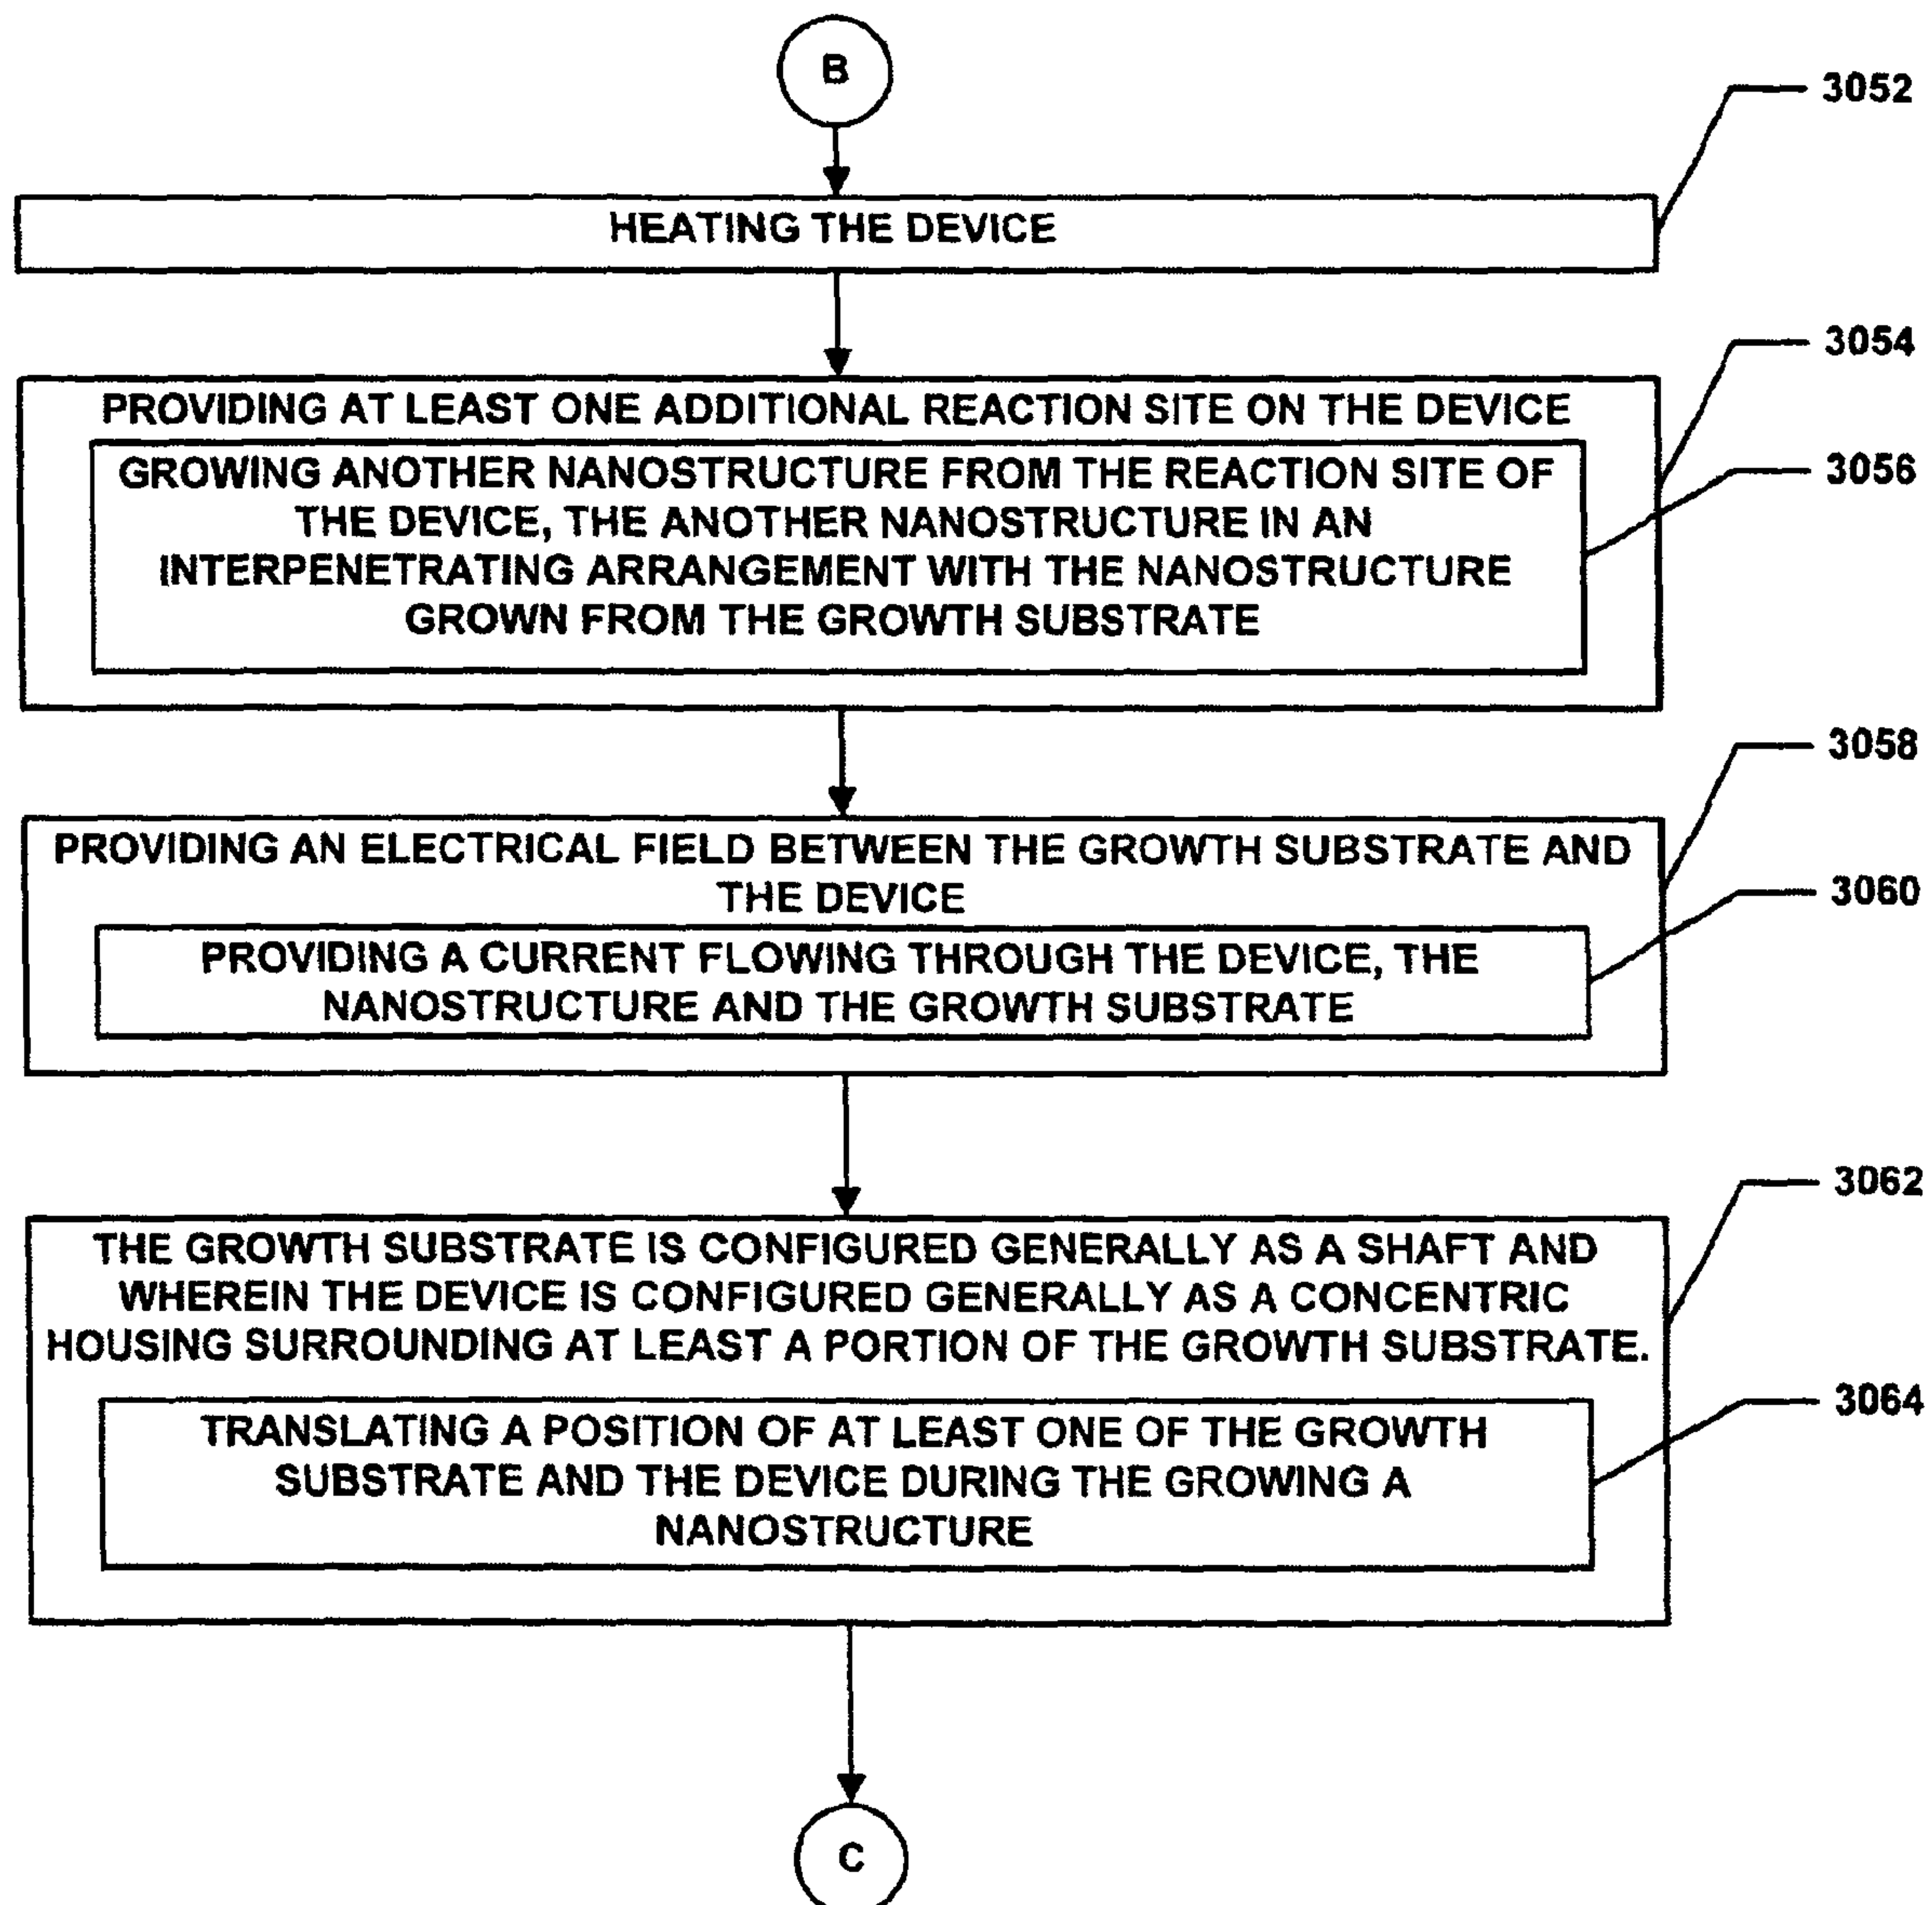 B
3052
HEATING THE DEVICE
3054
PROVIDING AT LEAST ONE ADDITIONAL REACTION SITE ON THE DEVICE
3056
GROWING ANOTHER NANOSTRUCTURE FROM THE REACTION SITE OF
THE DEVICE, THE ANOTHER NANOSTRUCTURE IN AN
INTERPENETRATING ARRANGEMENT WITH THE NANOSTRUCTURE
GROWN FROM THE GROWTH SUBSTRATE
3058
PROVIDING AN ELECTRICAL FIELD BETWEEN THE GROWTH SUBSTRATE AND
THE DEVICE
3060
PROVIDING A CURRENT FLOWING THROUGH THE DEVICE, THE
NANOSTRUCTURE AND THE GROWTH SUBSTRATE
3062
THE GROWTH SUBSTRATE IS CONFIGURED GENERALLY AS A SHAFT AND
WHEREIN THE DEVICE IS CONFIGURED GENERALLY AS A CONCENTRIC
HOUSING SURROUNDING AT LEAST A PORTION OF THE GROWTH SUBSTRATE.
3064
TRANSLATING A POSITION OF AT LEAST ONE OF THE GROWTH
SUBSTRATE AND THE DEVICE DURING THE GROWING A
NANOSTRUCTURE
C